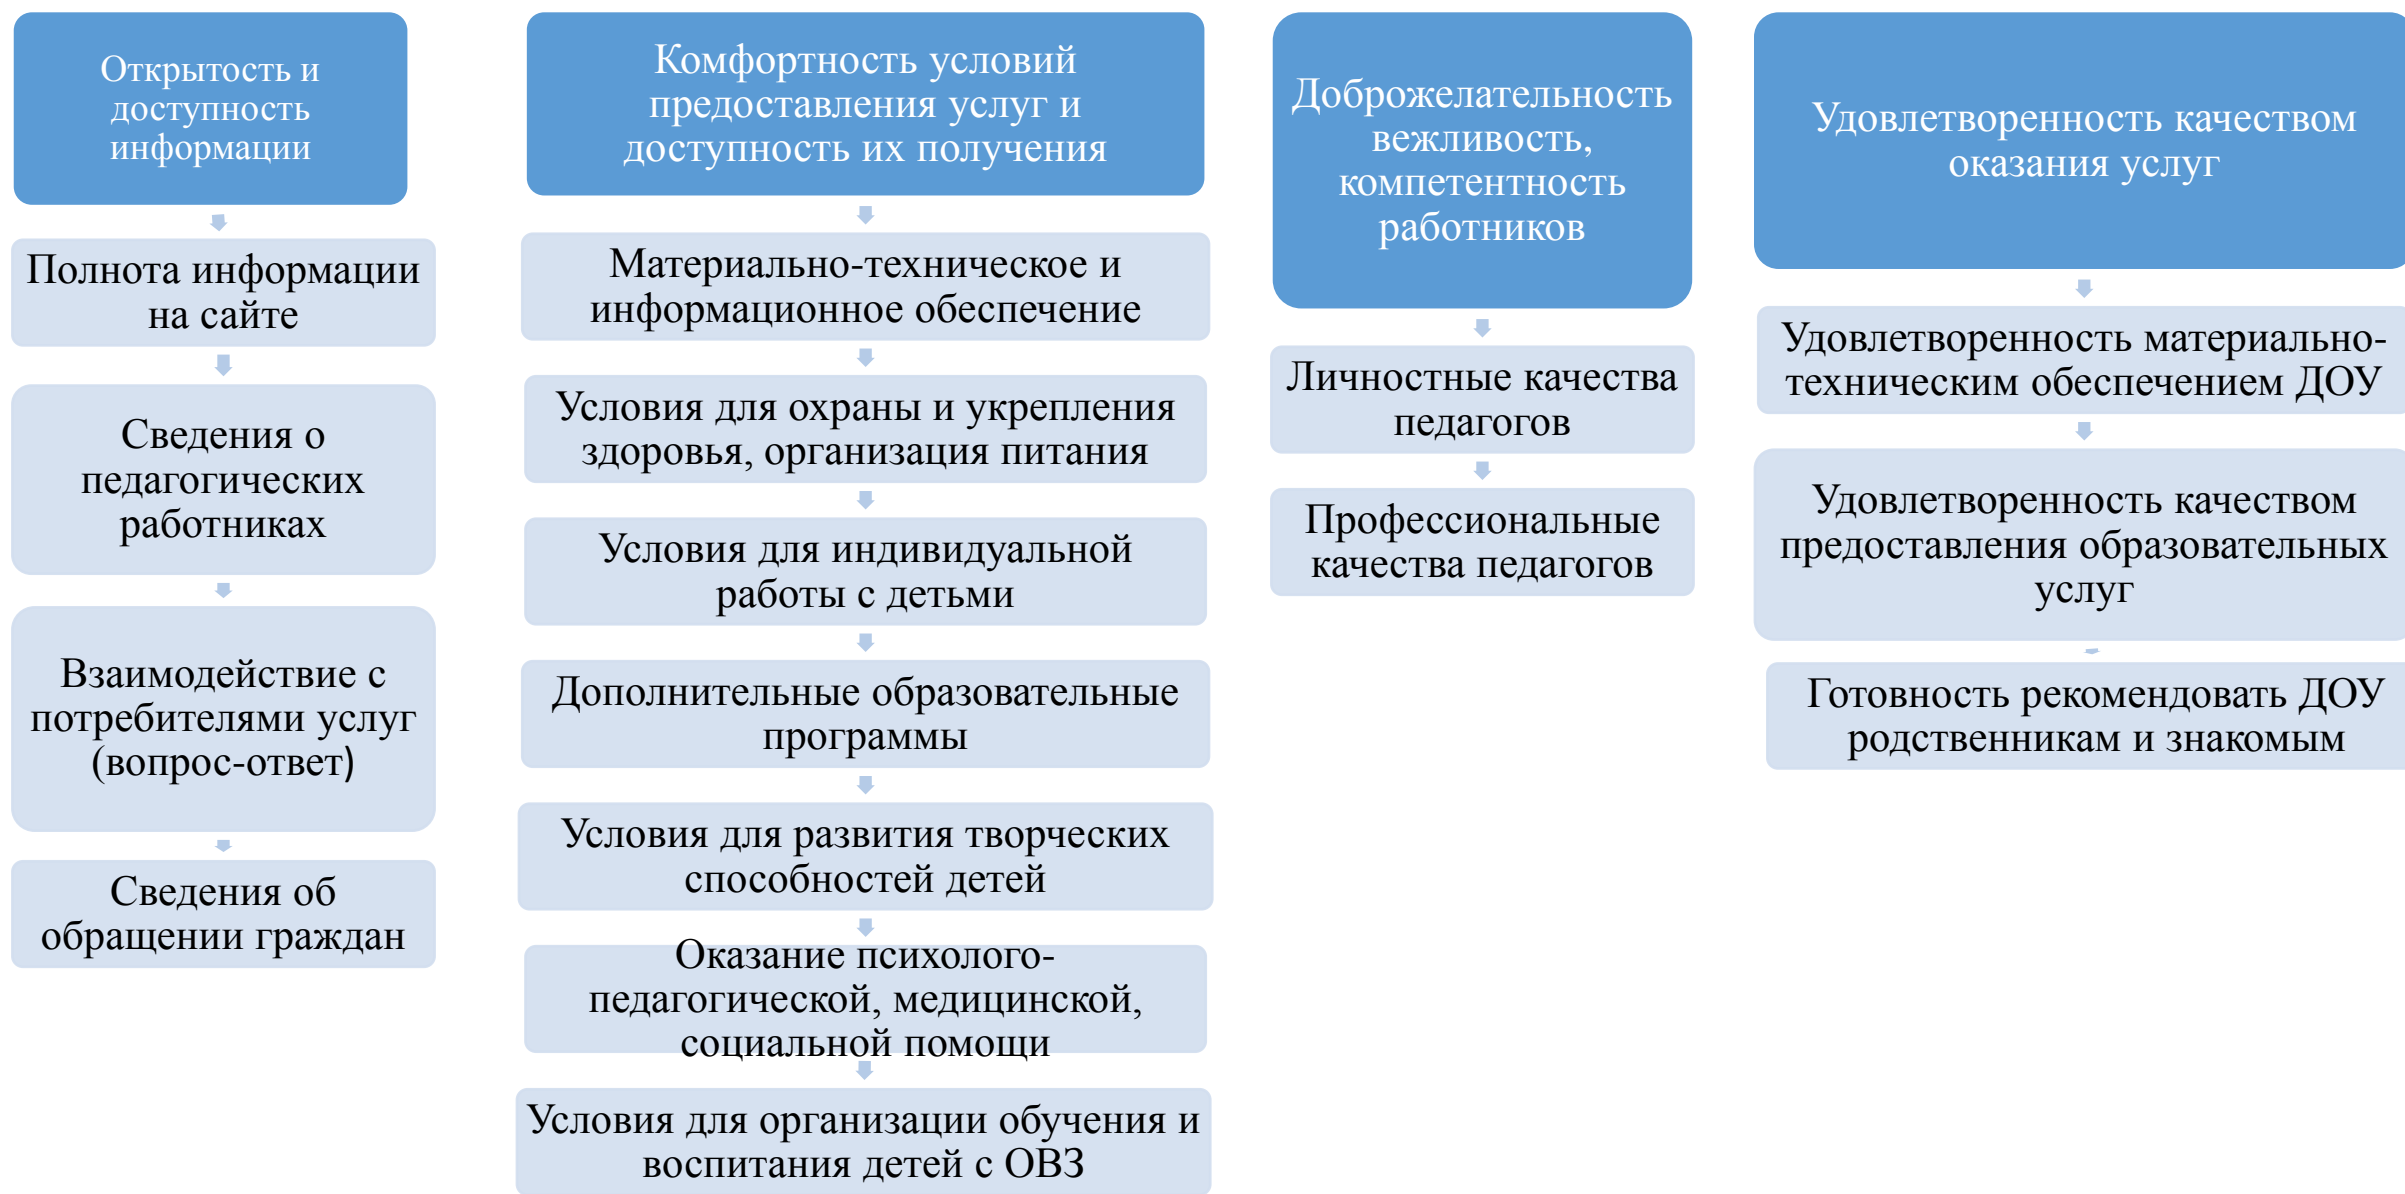 Открытость и
доступность
информации
Полнота информации
на сайте
Сведения о
педагогических
работниках
Взаимодействие с
потребителями услуг
(вопрос-ответ)
Сведения об
обращении граждан
Комфортность условий
предоставления услуг и
доступность их получения
Материально-техническое и
информационное обеспечение
Условия для охраны и укрепления
здоровья, организация питания
Условия для индивидуальной
работы с детьми
Дополнительные образовательные
программы
Условия для развития творческих
способностей детей
Оказание психолого-
педагогической, медицинской,
социальной помощи
Условия для организации обучения и
воспитания детей с ОВЗ
Доброжелательность
вежливость,
компетентность
работников
Личностные качества
педагогов
Профессиональные
качества педагогов
Удовлетворенность качеством
оказания услуг
Удовлетворенность материально-
техническим обеспечением ДОУ
Удовлетворенность качеством
предоставления образовательных
услуг
Готовность рекомендовать ДОУ
родственникам и знакомым